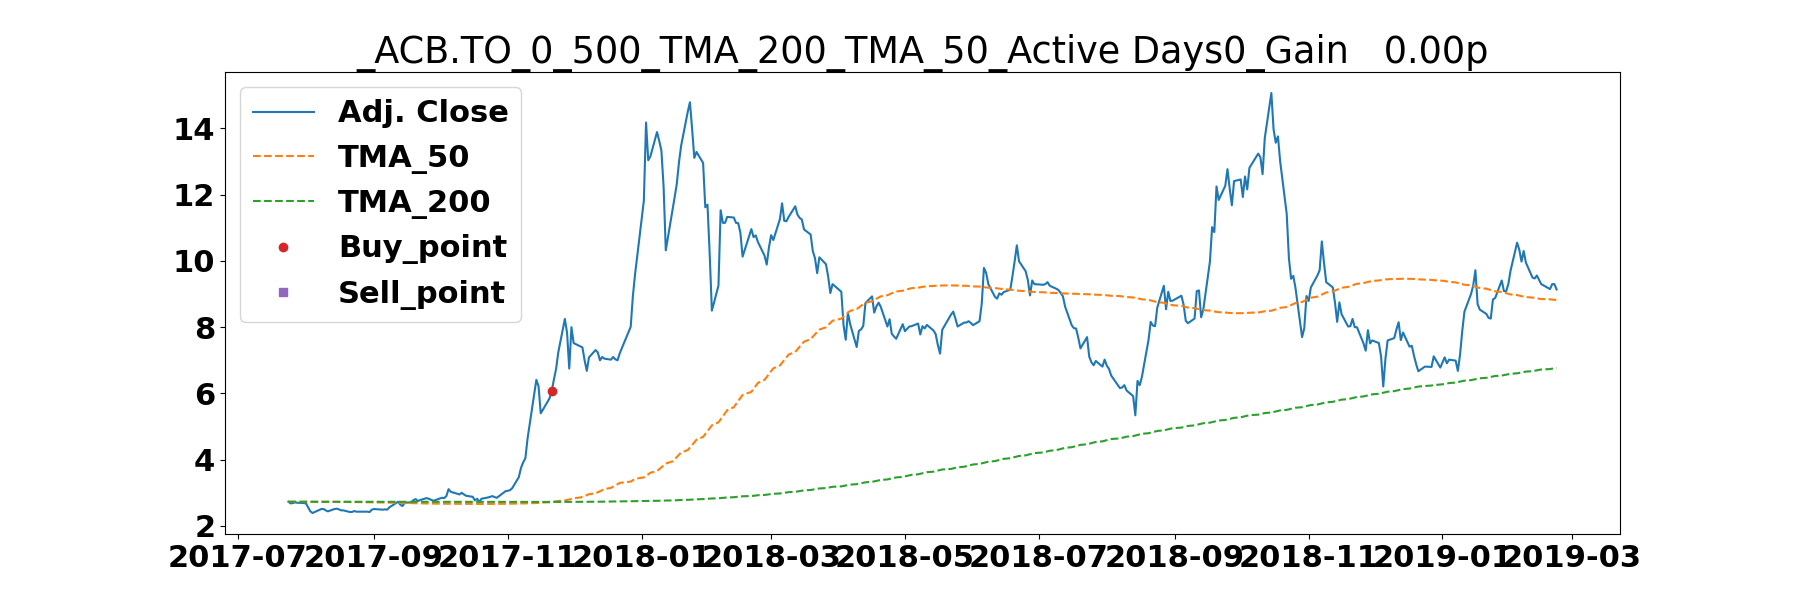 _ACB.TO_0_500_TMA_200_TMA_50_Active Days0_Gain   0.00p
Adj. Close
TMA_50
TMA_200
Buy_point
Sell_point
14
12
10
8
6
4
2
2017-07 2017-09 2017-11 2018-01 2018-03 2018-05 2018-07 2018-09 2018-11 2019-01 2019-03